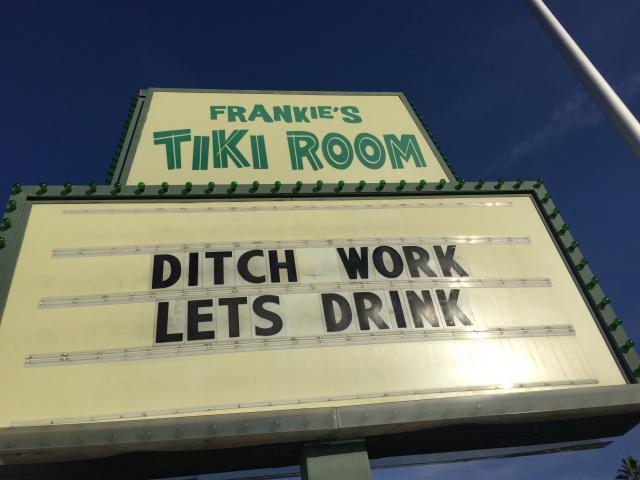 FRANKIE'S
TIKI ROOM
DITCH WORK
LETS DRINK